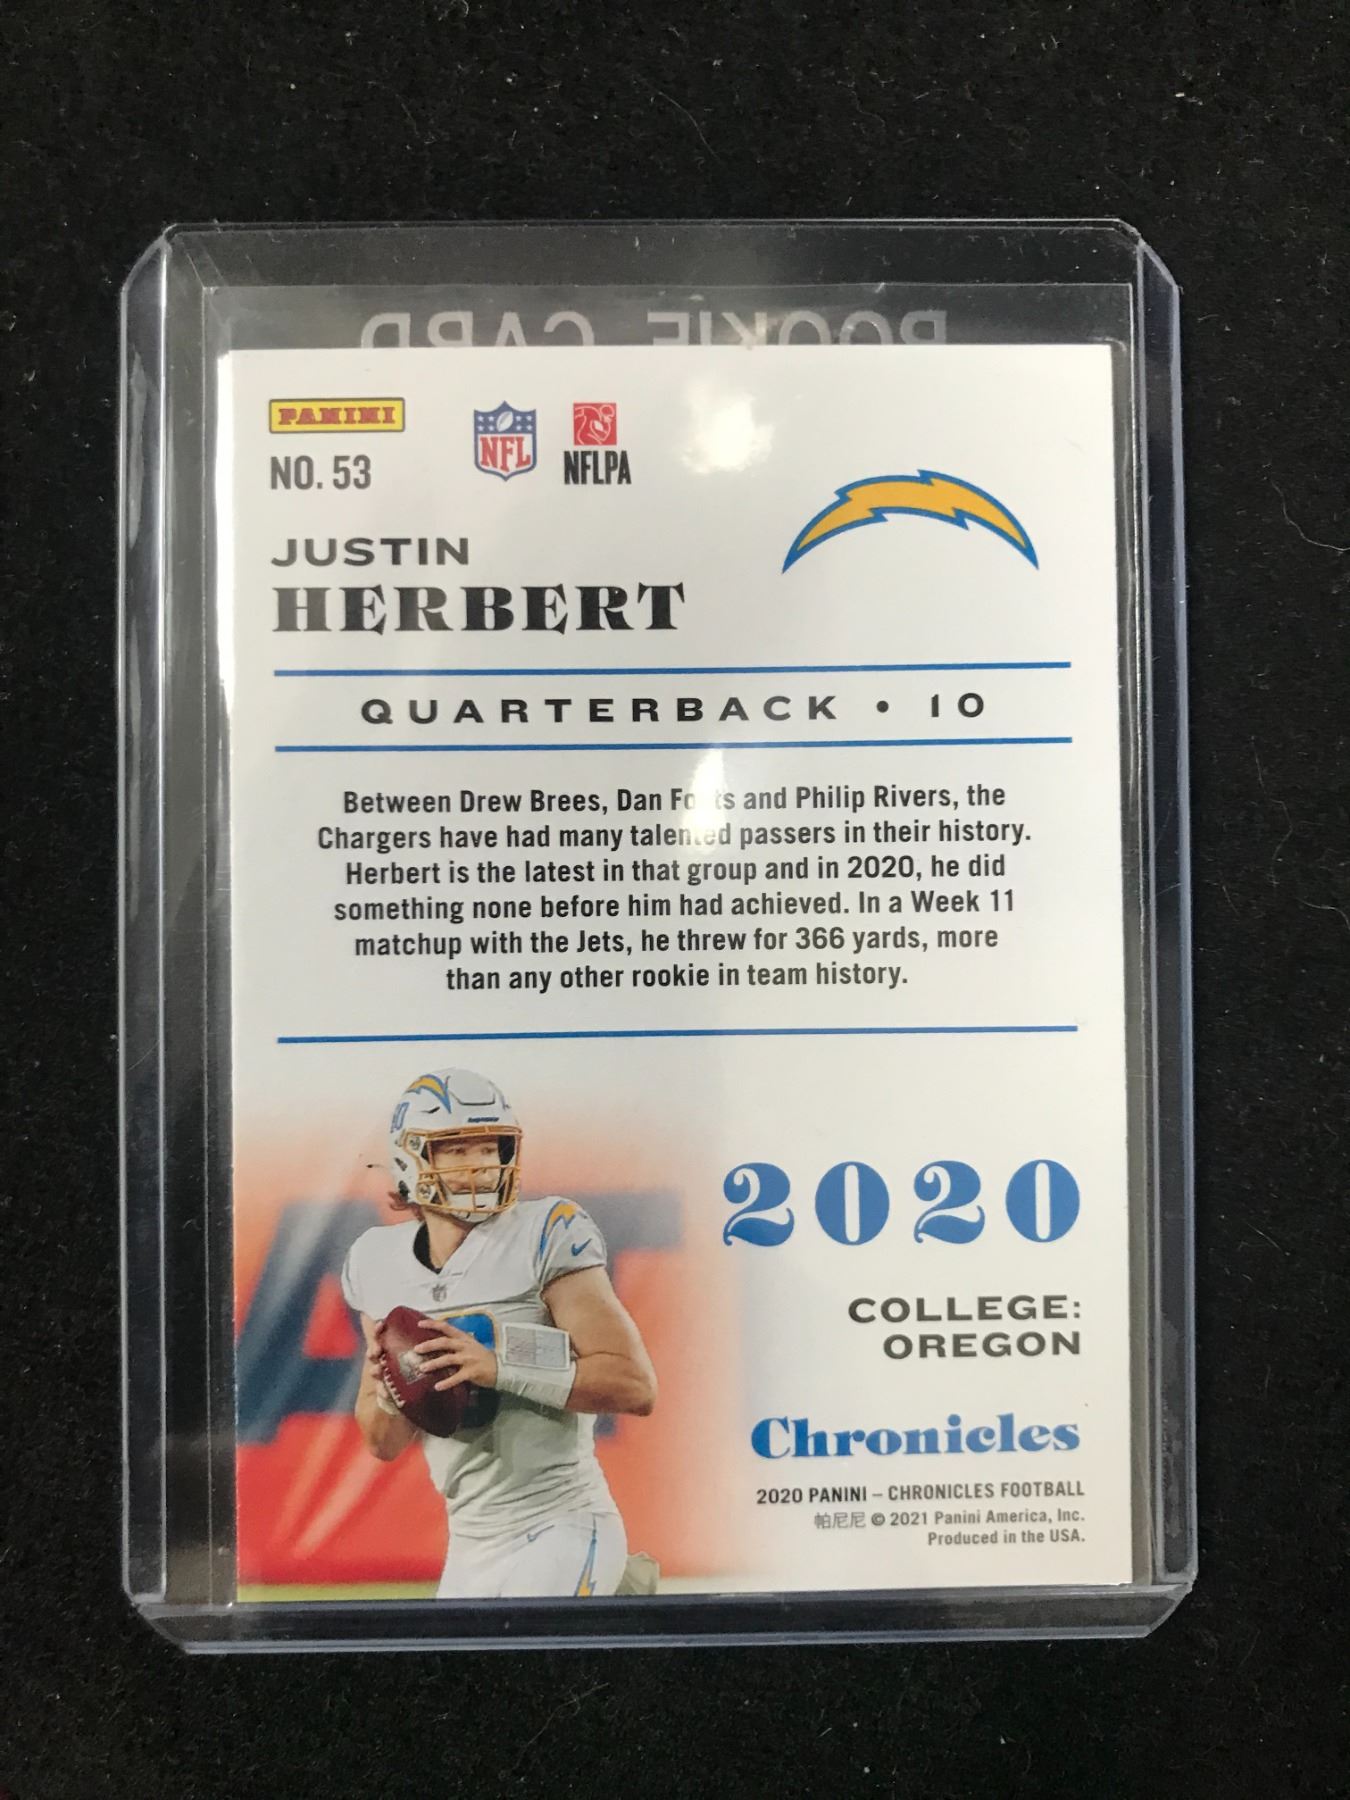 ROOKIE CARD
PANINI
NO. 53
NFL
NFLPA
JUSTIN
HERBERT
QUARTERBACK • 10
Between Drew Brees, Dan and Philip Rivers, the
Chargers have had many talented passers in their history.
Herbert is the latest in that group and in 2020, he did
something none before him had achieved. In a Week 11
matchup with the Jets, he threw for 366 yards, more
than any other rookie in team history.
2020
COLLEGE:
OREGON
Chronicles
2020 PANINI – CHRONICLES FOOTBALL
帕尼尼 © 2021 Panini America, Inc.
Produced in the USA.